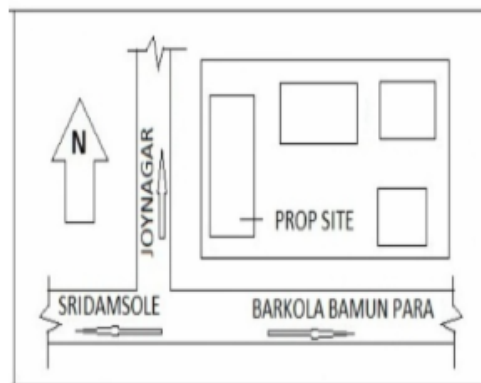 N
JOYNAGAR
PROP SITE
SRIDAMSOLE
BARKOLA BAMUN PARA